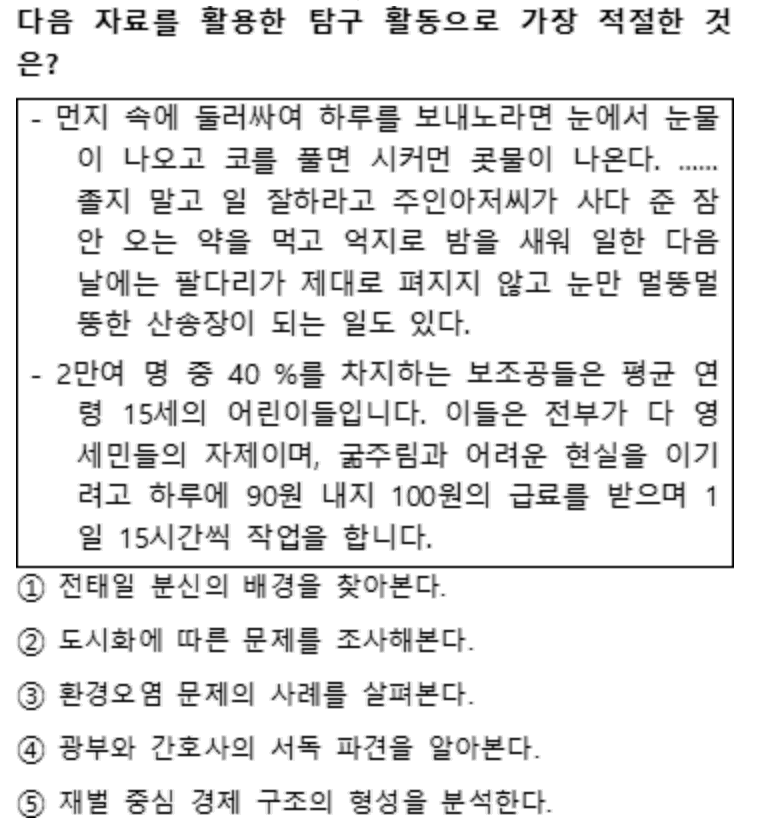 다음 자료를 활용한 탐구 활동으로 가장 적절한 것
은?
- 먼지 속에 둘러싸여 하루를 보내노라면 눈에서 눈물
이 나오고 코를 풀면 시커먼 콧물이 나온다. ......
졸지 말고 일 잘하라고 주인아저씨가 사다 준 잠
안 오는 약을 먹고 억지로 밤을 새워 일한 다음
날에는 팔다리가 제대로 펴지지 않고 눈만 멀뚱멀
뚱한 산송장이 되는 일도 있다.
- 2만여 명 중 40 %를 차지하는 보조공들은 평균 연
령 15세의 어린이들입니다. 이들은 전부가 다 영
세민들의 자제이며, 굶주림과 어려운 현실을 이기
려고 하루에 90원 내지 100원의 급료를 받으며 1
일 15시간씩 작업을 합니다.
① 전태일 분신의 배경을 찾아본다.
② 도시화에 따른 문제를 조사해본다.
③ 환경오염 문제의 사례를 살펴본다.
④ 광부와 간호사의 서독 파견을 알아본다.
⑤ 재벌 중심 경제 구조의 형성을 분석한다.